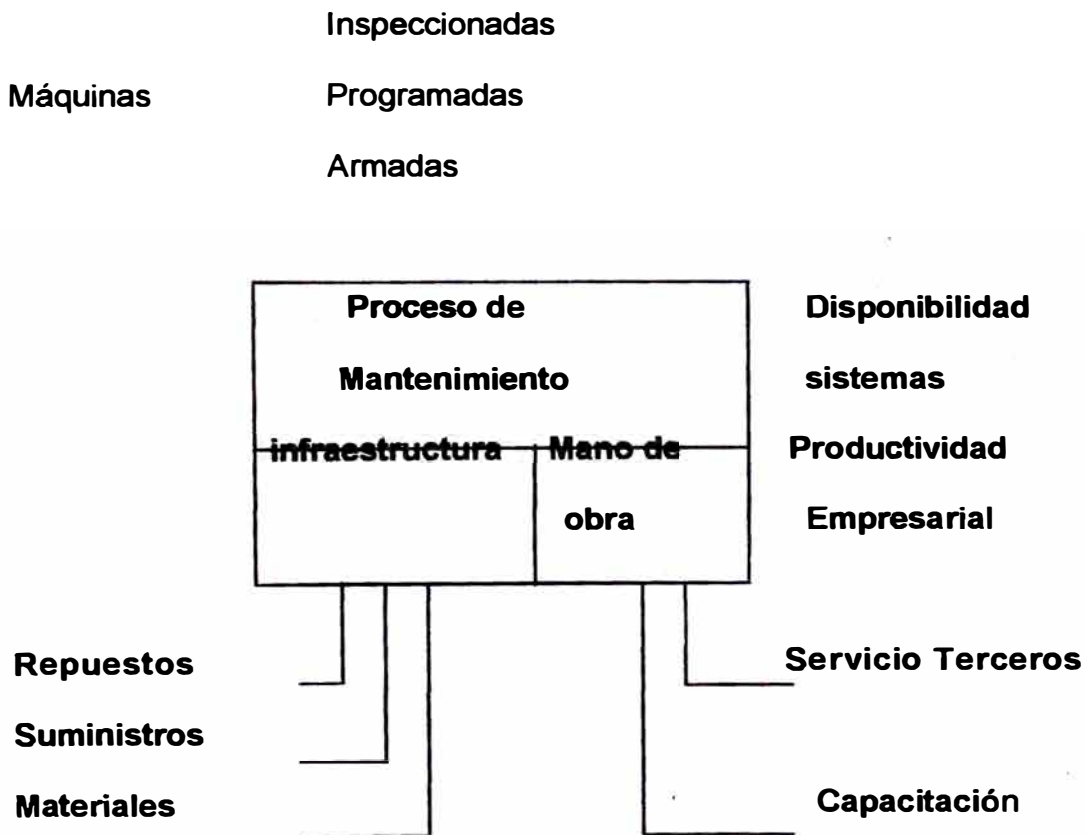 Inspeccionadas
Máquinas Programadas
Armadas
Proceso de Disponibilidad
Mantenimiento sistemas
infraestructura Mano de Productividad
obra Empresarial
Repuestos Servicio Terceros
Suministros
Materiales Capacitación